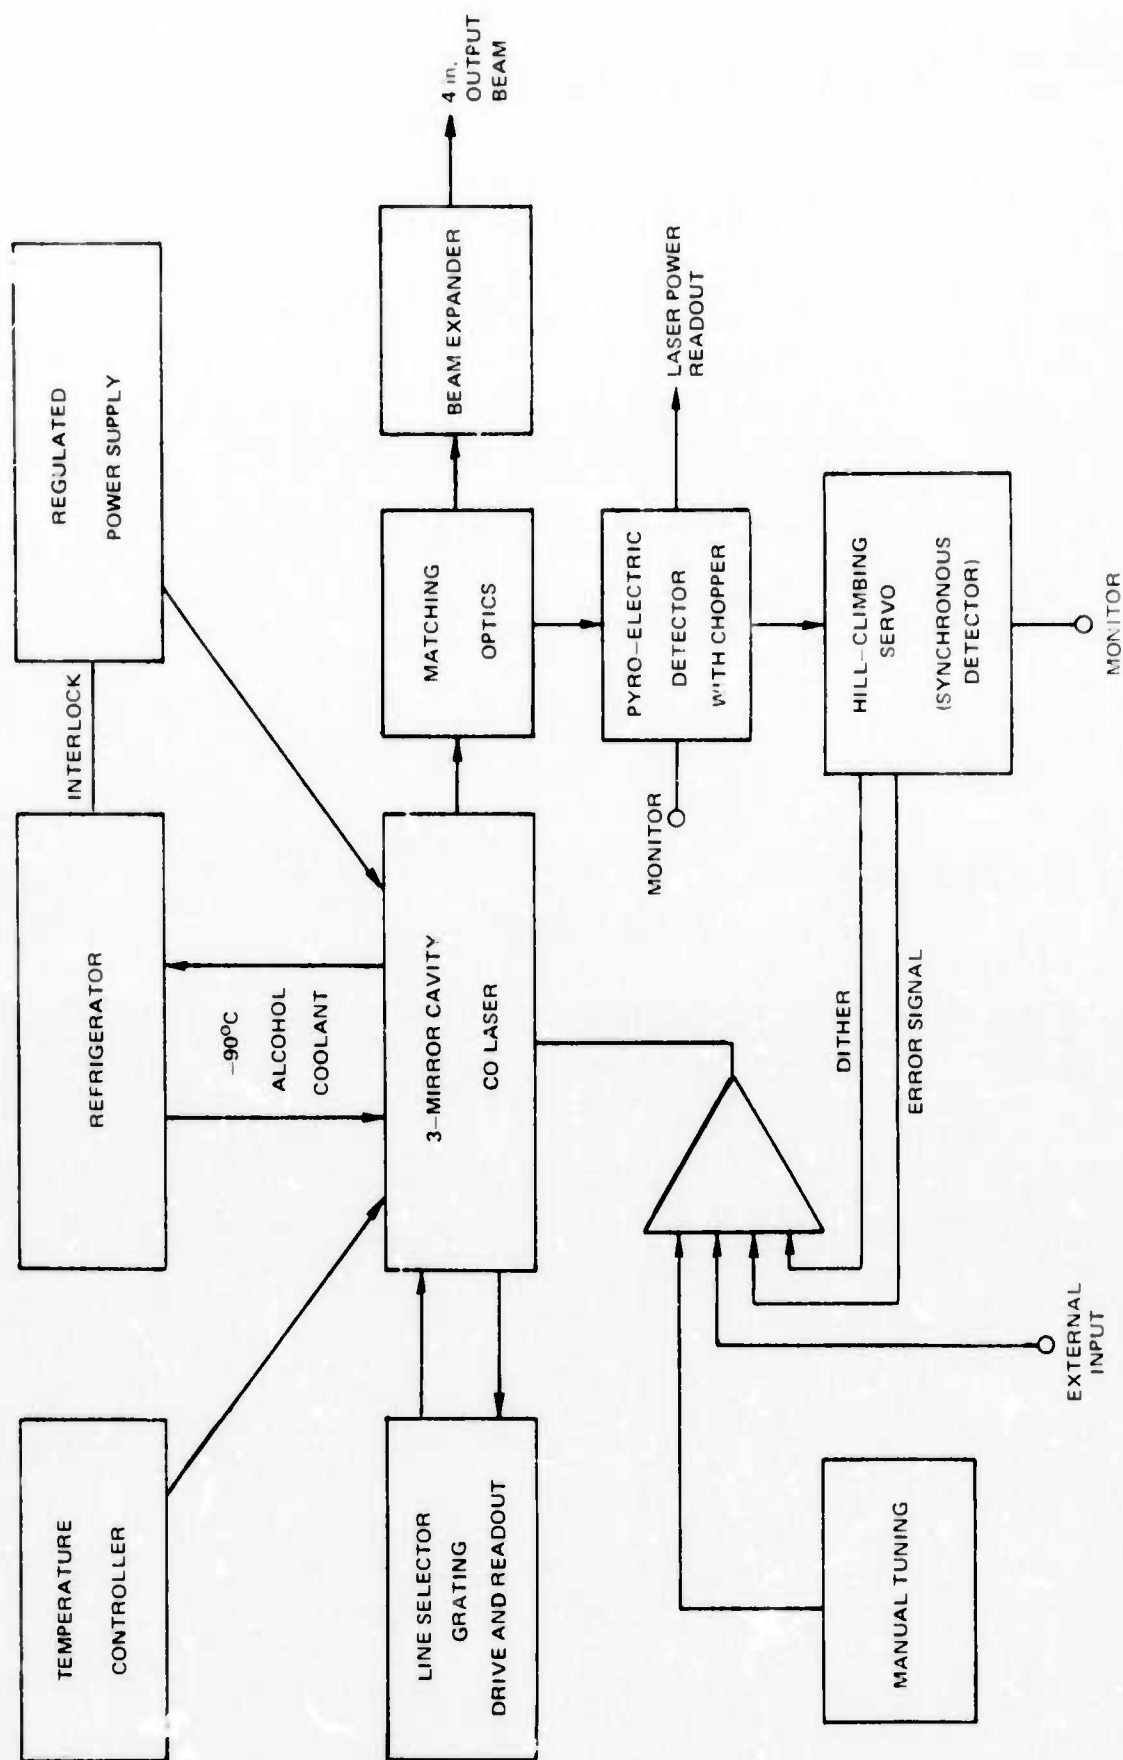 TEMPERATURE
CONTROLLER
REFRIGERATOR
INTERLOCK
REGULATED
POWER SUPPLY
-90°C
ALCOHOL
COOLANT
LINE SELECTOR
GRATING
DRIVE AND READOUT
3-MIRROR CAVITY
CO LASER
MATCHING
OPTICS
BEAM EXPANDER
4 in.
OUTPUT
BEAM
MONITOR
PYRO-ELECTRIC
DETECTOR
WITH CHOPPER
LASER POWER
READOUT
MANUAL TUNING
EXTERNAL
INPUT
DITHER
ERROR SIGNAL
HILL-CLIMBING
SERVO
(SYNCHRONOUS
DETECTOR)
MONITOR